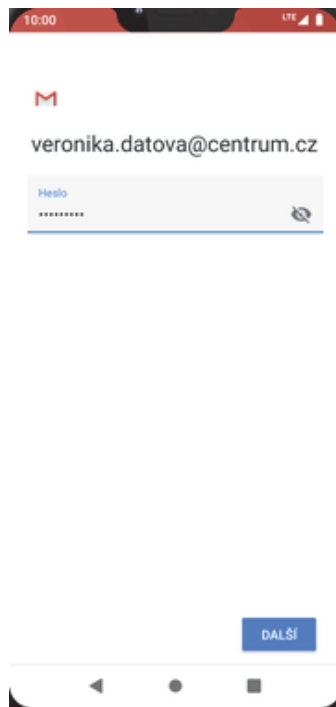 10:00 LTE
veronika.datova@centrum.cz
Heslo
•••••••••
DALŠÍ